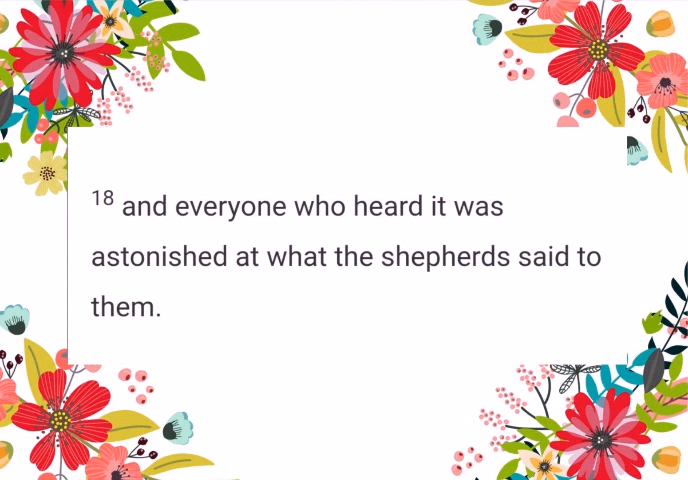 18 and everyone who heard it was
astonished at what the shepherds said to
them.